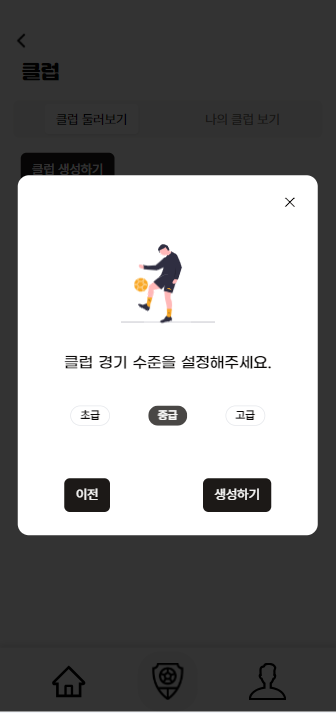 클럽
클럽 둘러보기 나의 클럽 보기
클럽 생성하기
클럽 경기 수준을 설정해주세요.
초급 중급 고급
이전 생성하기